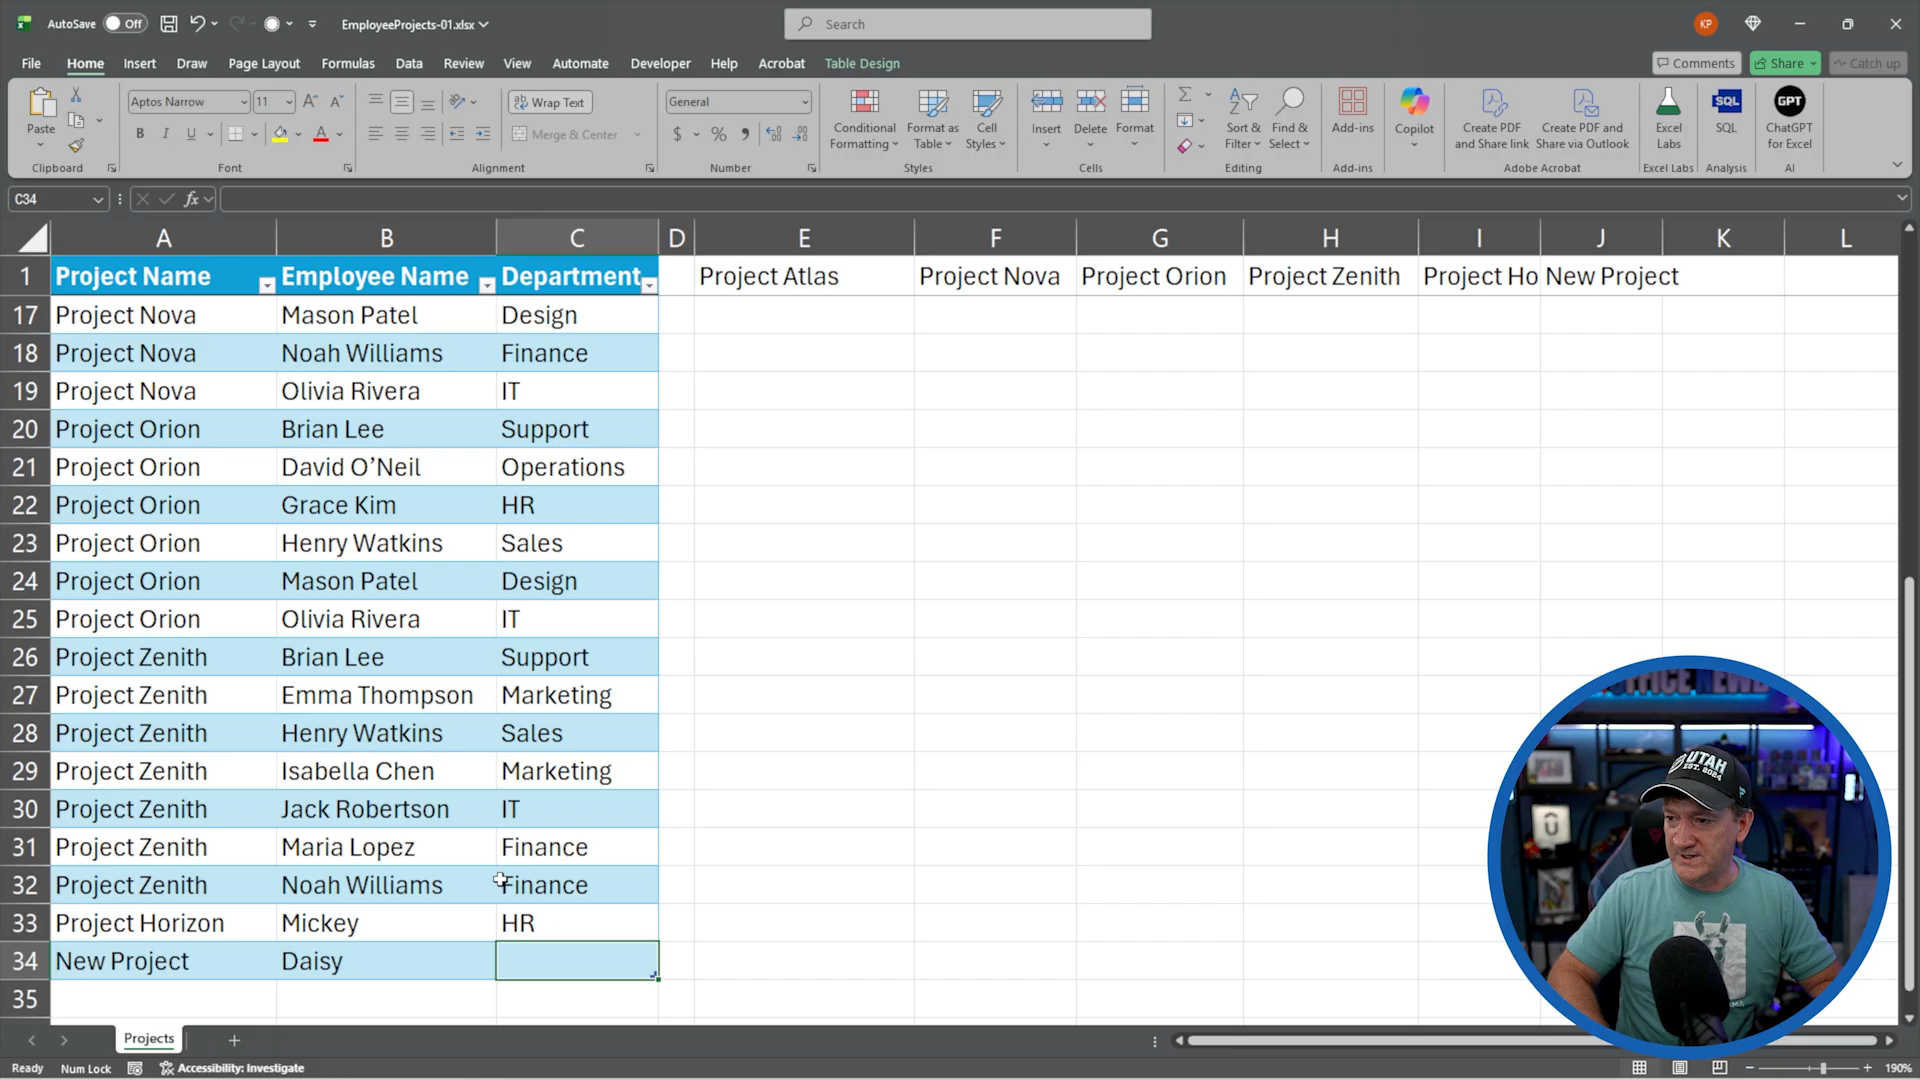 AutoSave Off EmployeeProjects-01.xlsx Search KP
File Home Insert Draw Page Layout Formulas Data Review View Automate Developer Help Acrobat Table Design Comments Share Catch up
Paste Aptos Narrow 11 B I U A Wrap Text Merge & Center General $ % Conditional Formatting Format as Table Cell Styles Insert Delete Format Sort & Filter Find & Select Add-ins Copilot Create PDF and Share link Create PDF and Share via Outlook Excel Labs SQL SQL GPT ChatGPT for Excel
Clipboard Font Alignment Number Styles Cells Editing Add-ins Adobe Acrobat Excel Labs Analysis AI
C34 fx
A B C D E F G H I J K L
1 Project Name Employee Name Department Project Atlas Project Nova Project Orion Project Zenith Project Ho New Project
17 Project Nova Mason Patel Design
18 Project Nova Noah Williams Finance
19 Project Nova Olivia Rivera IT
20 Project Orion Brian Lee Support
21 Project Orion David O’Neil Operations
22 Project Orion Grace Kim HR
23 Project Orion Henry Watkins Sales
24 Project Orion Mason Patel Design
25 Project Orion Olivia Rivera IT
26 Project Zenith Brian Lee Support
27 Project Zenith Emma Thompson Marketing
28 Project Zenith Henry Watkins Sales
29 Project Zenith Isabella Chen Marketing
30 Project Zenith Jack Robertson IT
31 Project Zenith Maria Lopez Finance
32 Project Zenith Noah Williams Finance
33 Project Horizon Mickey HR
34 New Project Daisy
35
UTAH
EST. 2024
Projects
Ready Num Lock Accessibility: Investigate 190%